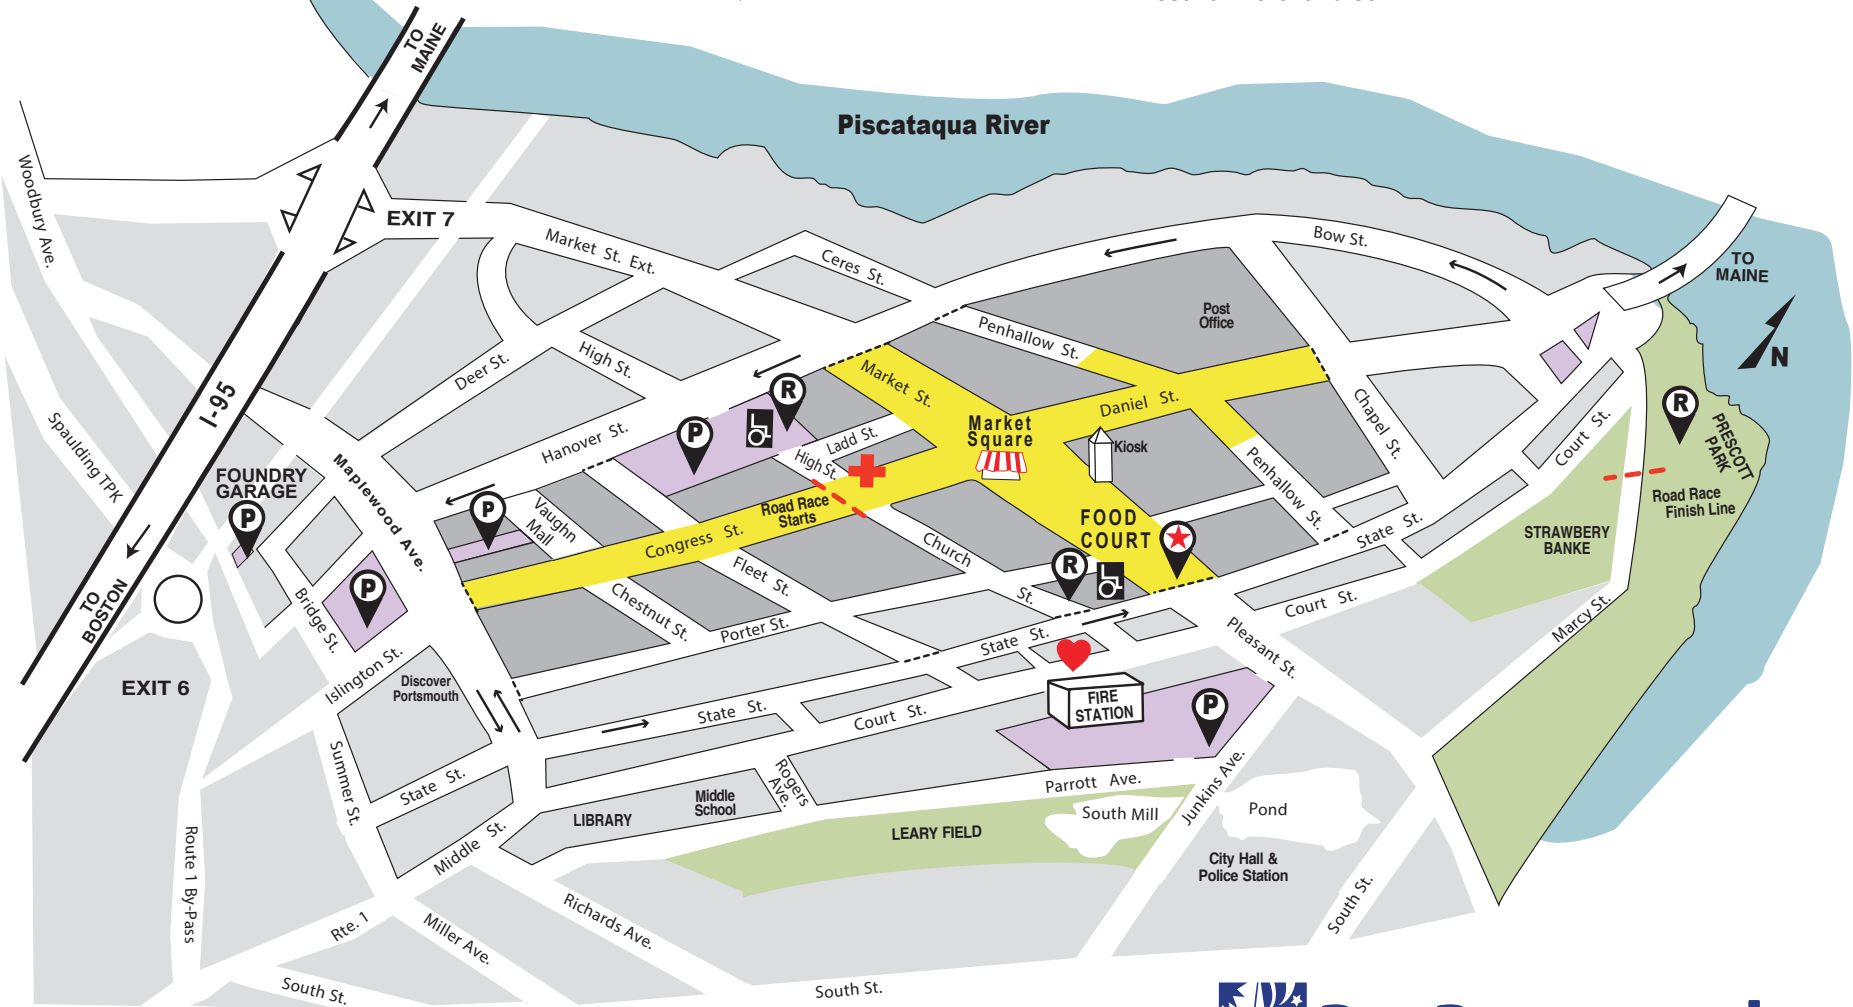 TO
MAINE
Piscataqua River
Woodbury Ave.
EXIT 7
Market St. Ext.
Ceres St.
Bow St.
TO
MAINE
Post
Office
Penhallow St.
N
High St.
Deer St.
Market St.
Daniel St.
Chapel St.
I-95
R
R
P
Market
Square
Kiosk
Court St.
PRESCOTT
PARK
Spaulding TPK
Maplewood Ave.
Hanover St.
Ladd St.
High St.
Penhallow St.
FOUNDRY
GARAGE
P
P
Vaughn
Mall
Road Race
Starts
Congress St.
FOOD
COURT
State St.
Road Race
Finish Line
STRAWBERY
BANKE
Church
St.
R
P
Fleet St.
Chestnut St.
Porter St.
TO
BOSTON
Bridge St.
Court St.
Marcy St.
Pleasant St.
State St.
Islington St.
EXIT 6
Discover
Portsmouth
FIRE
STATION
P
State St.
Court St.
Summer St.
State St.
Rogers
Ave.
Parrott Ave.
Junkins Ave.
Middle
School
LIBRARY
LEARY FIELD
South Mill
Pond
Middle St.
City Hall &
Police Station
Route 1 By-Pass
Rte. 1
Miller Ave.
Richards Ave.
South St.
South St.
South St.